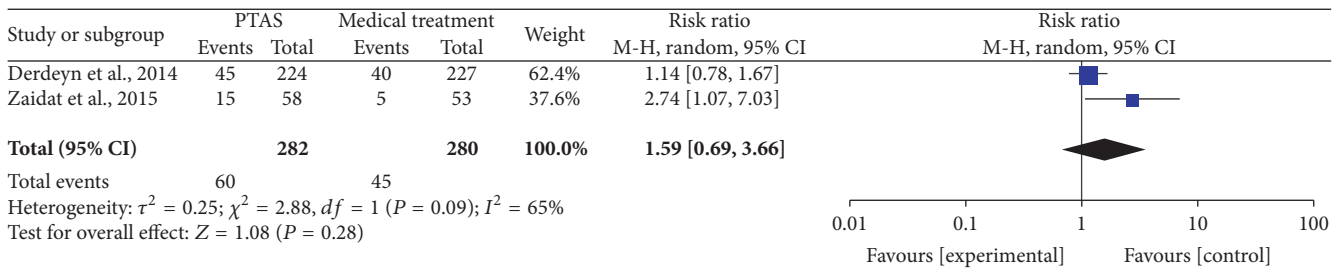 Study or subgroup PTAS Medical treatment Weight Risk ratio Risk ratio
Events Total Events Total M-H, random, 95% CI M-H, random, 95% CI
Derdeyn et al., 2014 45 224 40 227 62.4% 1.14 [0.78, 1.67]
Zaidat et al., 2015 15 58 5 53 37.6% 2.74 [1.07, 7.03]
Total (95% CI) 282 280 100.0% 1.59 [0.69, 3.66]
Total events 60 45
Heterogeneity: τ² = 0.25; χ² = 2.88, df = 1 (P = 0.09); I² = 65%
Test for overall effect: Z = 1.08 (P = 0.28)
0.01 0.1 1 10 100
Favours [experimental] Favours [control]